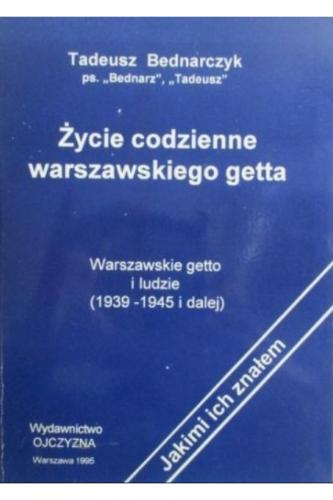 Tadeusz Bednarczyk
ps. „Bednarz”, „Tadeusz”
Życie codzienne
warszawskiego getta
Warszawskie getto
i ludzie
(1939 -1945 i dalej)
Jakimi ich znałem
Wydawnictwo
OJCZYZNA
Warszawa 1995